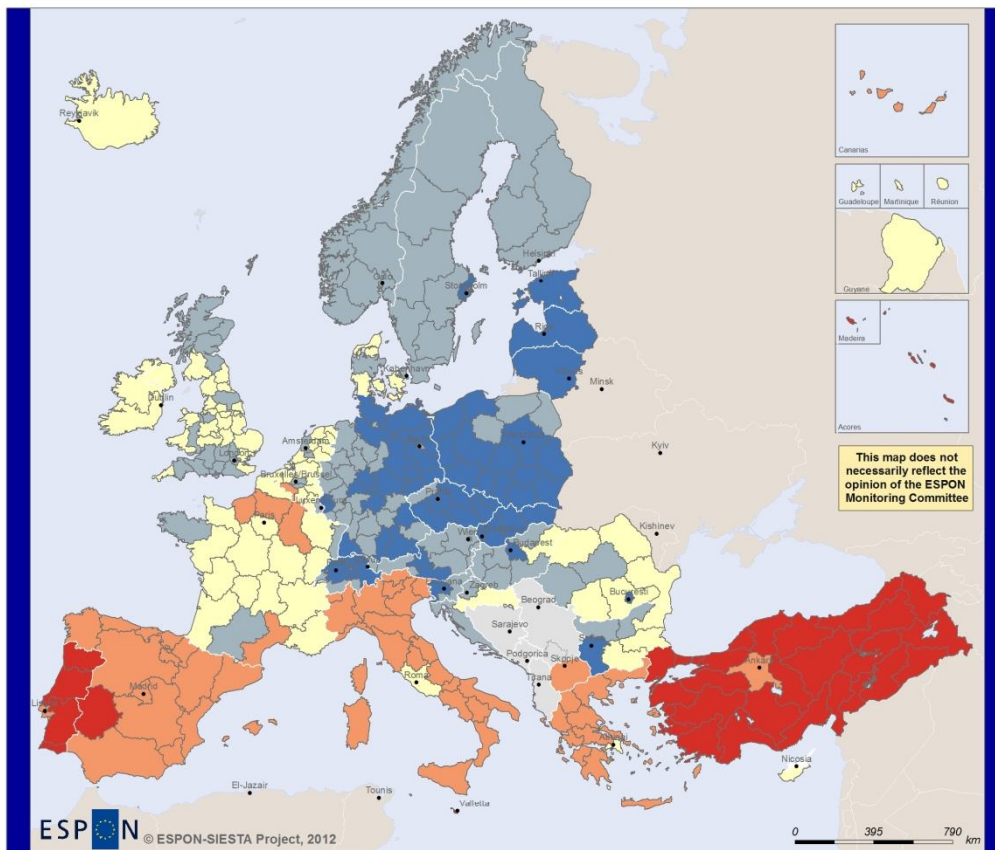 Reykjavik
Canarias
Guadeloupe
Martinique
Réunion
Guyane
Madeira
Acores
Helsinki
Tallinn
Oslo
Stockholm
Riga
København
Minsk
Dublin
Amsterdam
London
Kyiv
Bruxelles/Brussel
This map does not
necessarily reflect the
opinion of the ESPON
Monitoring Committee
Paris
Wien
Kishinev
Budapest
Zagreb
Beograd
Bucuresti
Sarajevo
Podgorica
Skopje
Roma
Tirana
Ankara
Madrid
Nicosia
El-Jazair
Tounis
Valletta
ESPON © ESPON-SIESTA Project, 2012
0 395 790
km